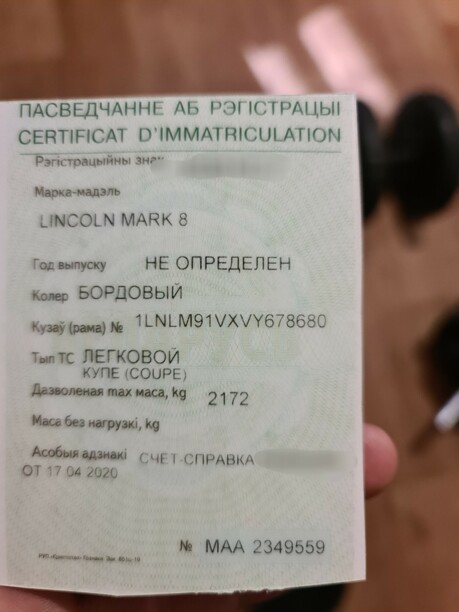 ПАСВЕДЧАННЕ АБ РЭГІСТРАЦЫІ
CERTIFICAT D'IMMATRICULATION
Рэгістрацыйны знак
Марка-мадэль
LINCOLN MARK 8
Год выпуску НЕ ОПРЕДЕЛЕН
Колер БОРДОВЫЙ
Кузаў (рама) № 1LNLM91VXVY678680
Тып ТС ЛЕГКОВОЙ
КУПЕ (COUPE)
Дазволеная max маса, kg 2172
Маса без нагрузкі, kg
Асобыя адзнакі СЧЕТ-СПРАВКА
ОТ 17 04 2020
№ МАА 2349559